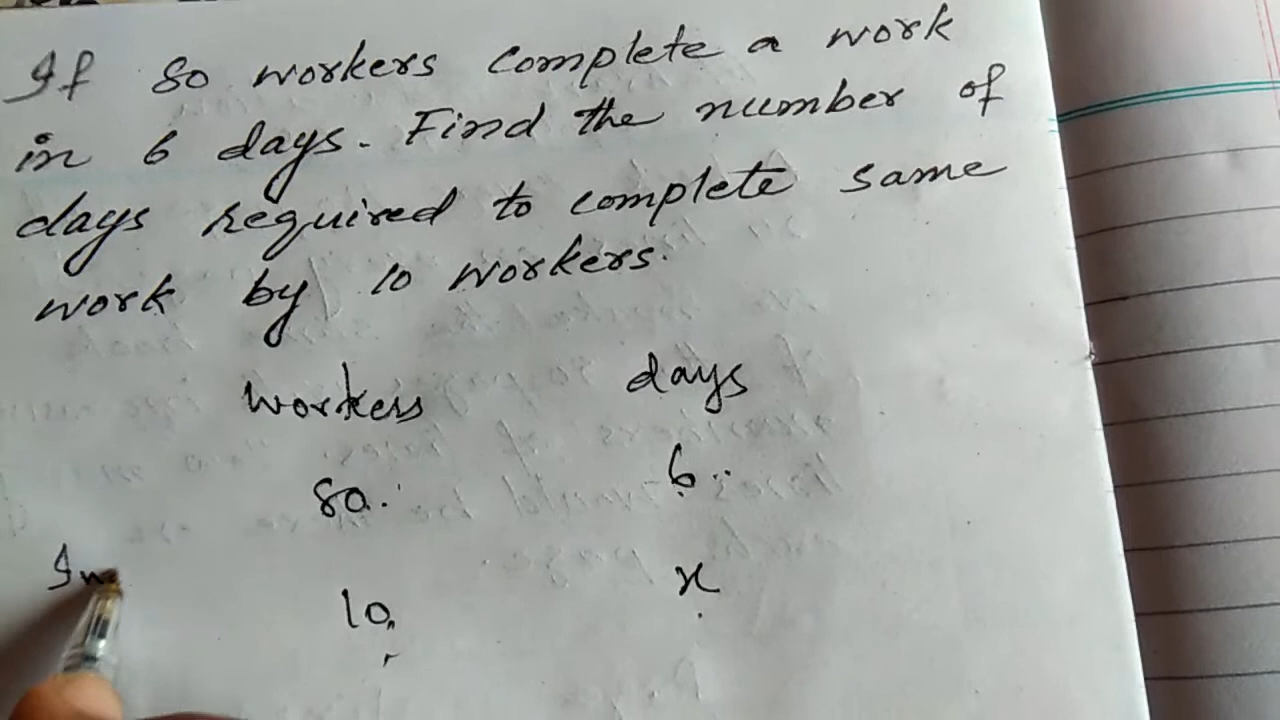 If 80 workers complete a work
in 6 days. Find the number of
days required to complete same
work by 10 workers.
workers days
80 6
10 x
In